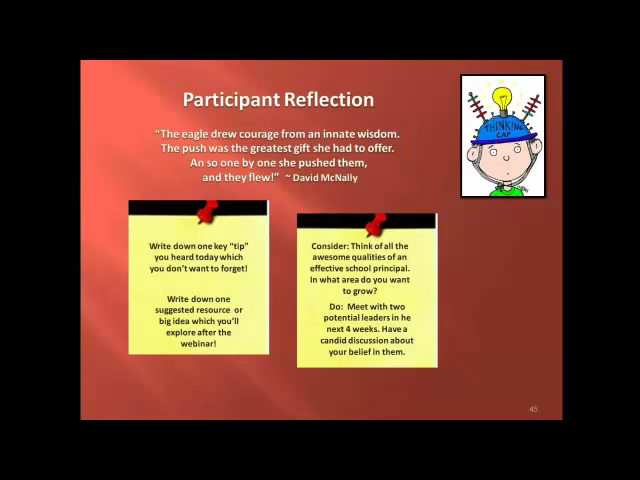 Participant Reflection
“The eagle drew courage from an innate wisdom.
The push was the greatest gift she had to offer.
An so one by one she pushed them,
and they flew!” ~ David McNally
THINKING
CAP
Write down one key “tip”
you heard today which
you don’t want to forget!
Write down one
suggested resource or
big idea which you’ll
explore after the
webinar!
Consider: Think of all the
awesome qualities of an
effective school principal.
In what area do you want
to grow?
Do: Meet with two
potential leaders in he
next 4 weeks. Have a
candid discussion about
your belief in them.
45